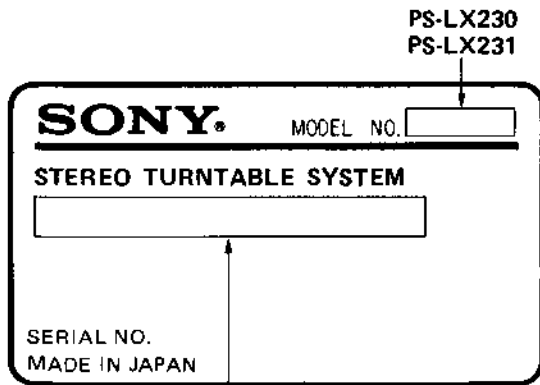 PS-LX230
PS-LX231
SONY.
MODEL NO.
STEREO TURNTABLE SYSTEM
SERIAL NO.
MADE IN JAPAN